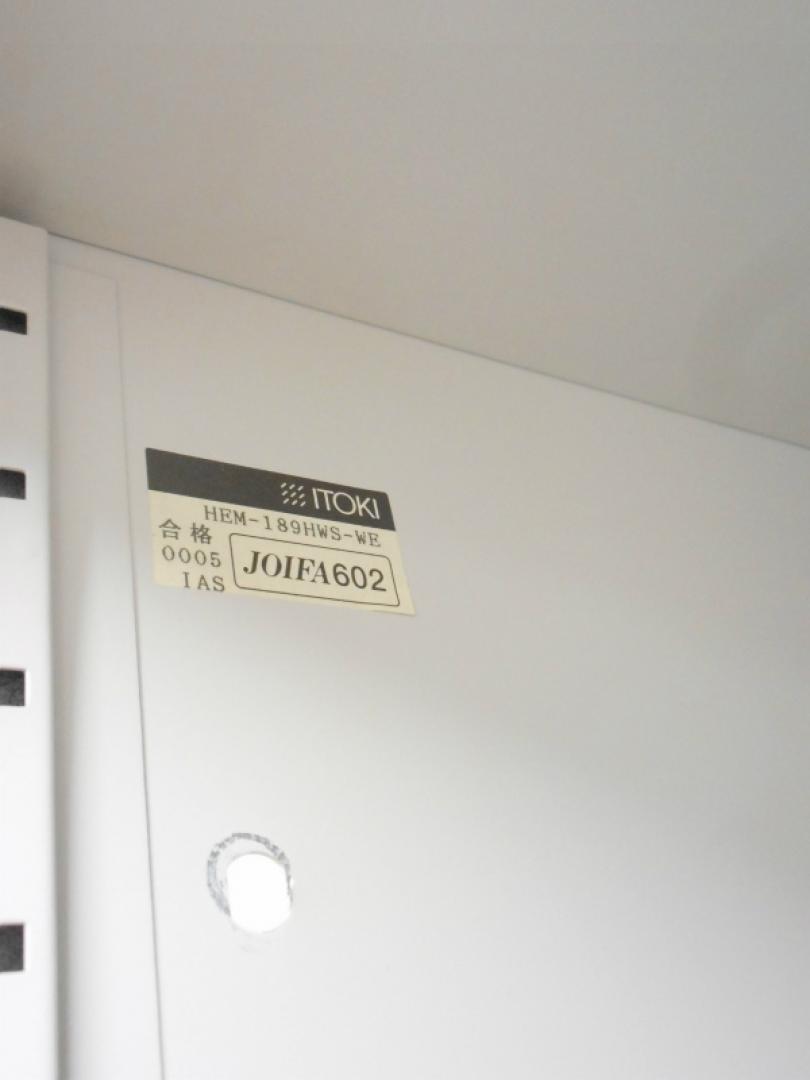 ITOKI
HEM-189HWS-WE
合格
0005
IAS
JOIFA602